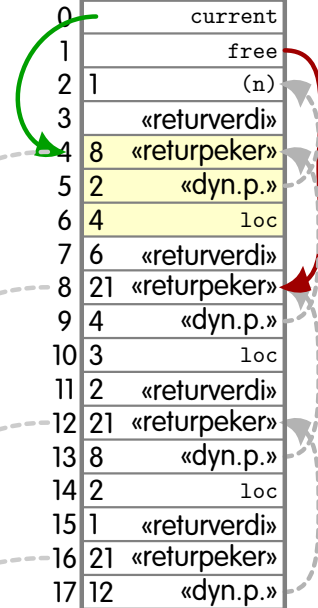 0 current
1 free
2 1 (n)
3 «returverdi»
4 8 «returpeker»
5 2 «dyn.p.»
6 4 loc
7 6 «returverdi»
8 21 «returpeker»
9 4 «dyn.p.»
10 3 loc
11 2 «returverdi»
12 21 «returpeker»
13 8 «dyn.p.»
14 2 loc
15 1 «returverdi»
16 21 «returpeker»
17 12 «dyn.p.»